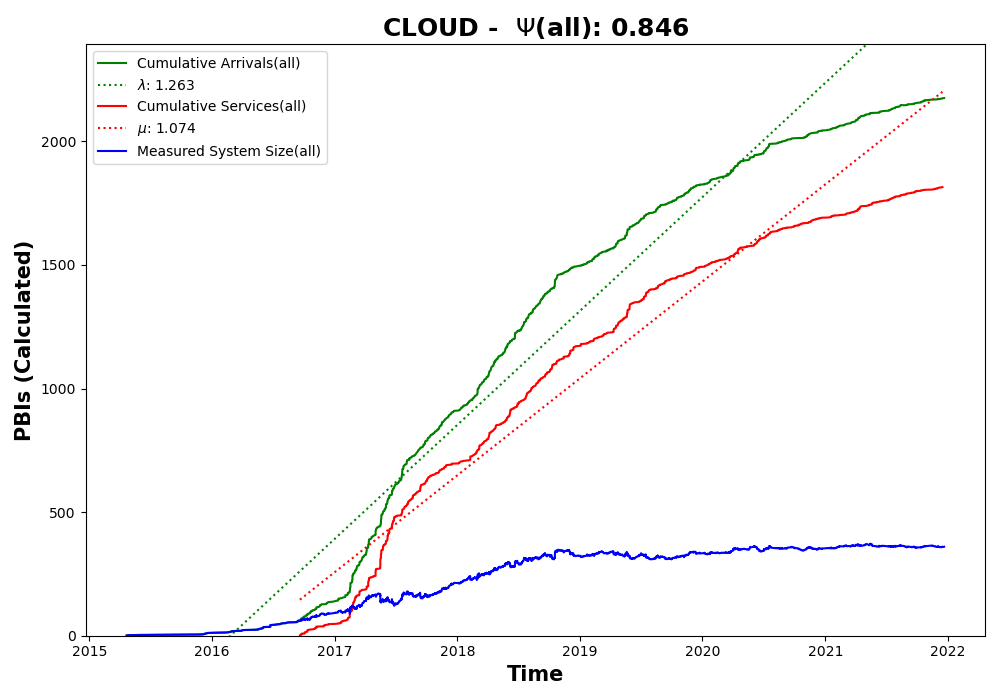 CLOUD - Ψ(all): 0.846
Cumulative Arrivals(all)
λ: 1.263
Cumulative Services(all)
μ: 1.074
Measured System Size(all)
PBIs (Calculated)
2000
1500
1000
500
0
2015 2016 2017 2018 2019 2020 2021 2022
Time